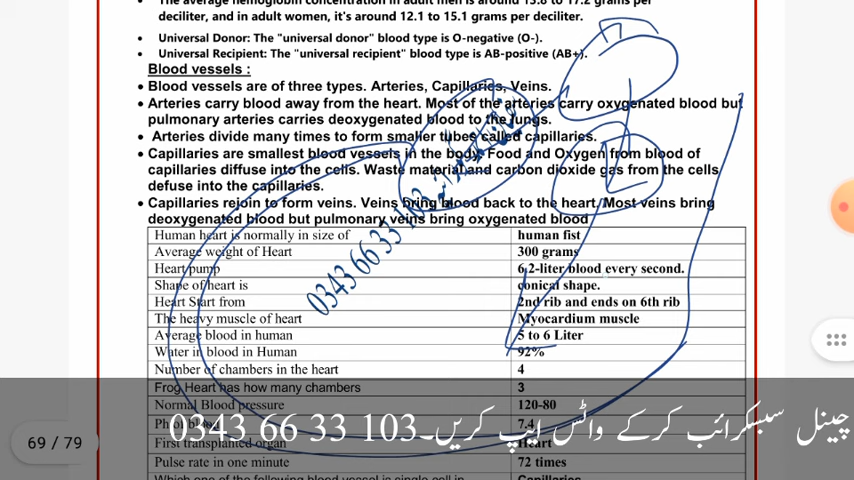 The average hemoglobin concentration in adult men is around 13.8 to 17.2 grams per
deciliter, and in adult women, it's around 12.1 to 15.1 grams per deciliter.
• Universal Donor: The "universal donor" blood type is O-negative (O-).
• Universal Recipient: The "universal recipient" blood type is AB-positive (AB+).
Blood vessels :
• Blood vessels are of three types. Arteries, Capillaries, Veins.
• Arteries carry blood away from the heart. Most of the arteries carry oxygenated blood but
pulmonary arteries carries deoxygenated blood to the lungs.
• Arteries divide many times to form smaller tubes called capillaries.
• Capillaries are smallest blood vessels in the body. Food and Oxygen from blood of
capillaries diffuse into the cells. Waste material and carbon dioxide gas from the cells
defuse into the capillaries.
• Capillaries rejoin to form veins. Veins bring blood back to the heart. Most veins bring
deoxygenated blood but pulmonary veins bring oxygenated blood
Human heart is normally in size of human fist
Average weight of Heart 300 grams
Heart pump 6.2-liter blood every second.
Shape of heart is conical shape.
Heart Start from 2nd rib and ends on 6th rib
The heavy muscle of heart Myocardium muscle
Average blood in human 5 to 6 Liter
Water in blood in Human 92%
Number of chambers in the heart 4
Frog Heart has how many chambers 3
Normal Blood pressure 120-80
Ph of blood 7.4
First transplanted organ Heart
Pulse rate in one minute 72 times
Which one of the following blood vessel is single cell in Capillaries
0343 66 33 103
چینل سبسکرائب کرکے واٹس ایپ کریں۔ 0343 66 33 103
69 / 79